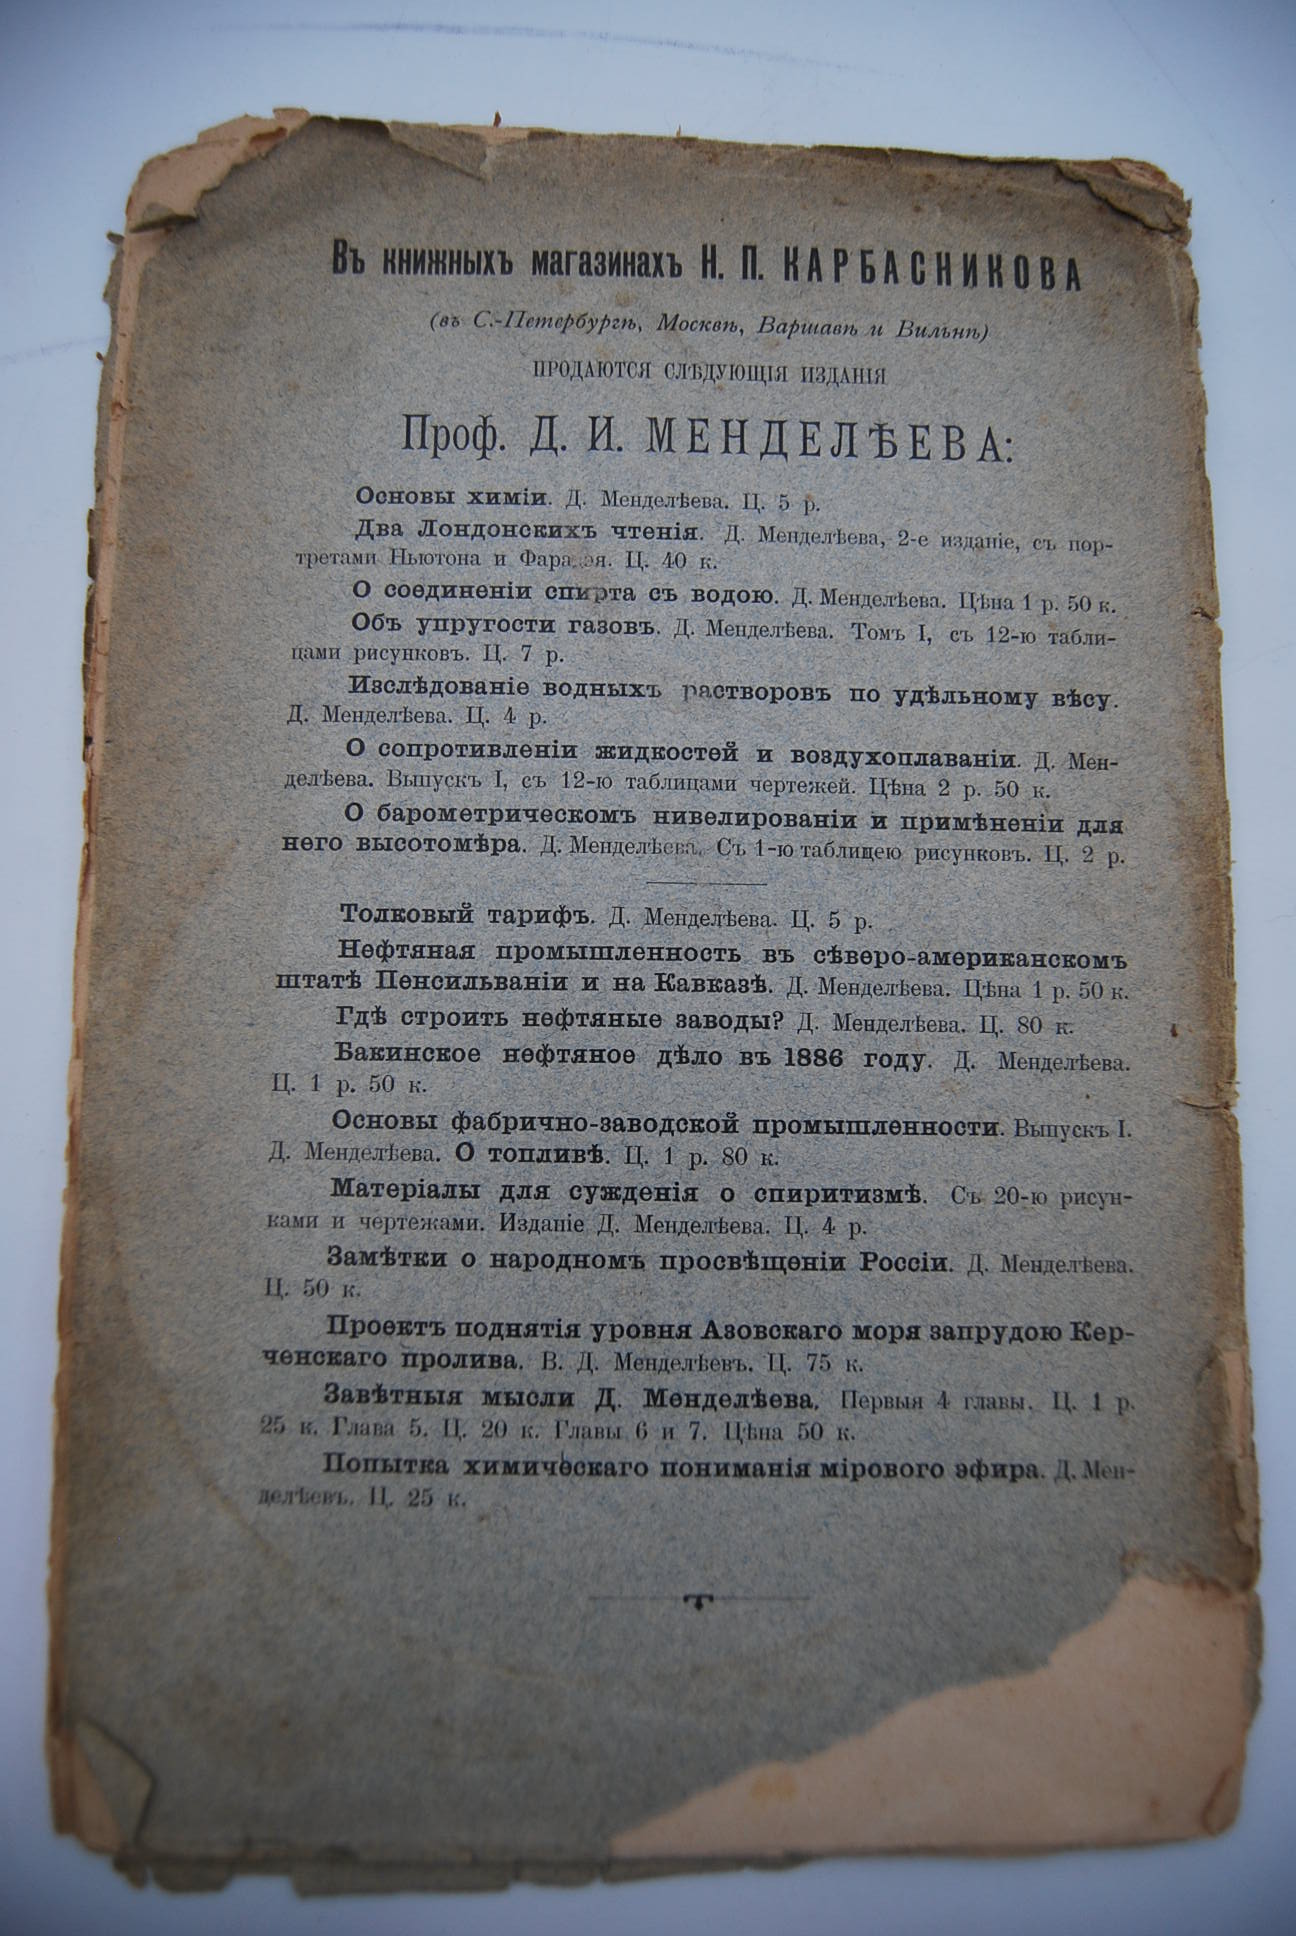 Въ книжныхъ магазинахъ Н. П. КАРБАСНИКОВА
(въ С.-Петербургѣ, Москвѣ, Варшавѣ и Вильнѣ)
ПРОДАЮТСЯ СЛѢДУЮЩІЯ ИЗДАНІЯ
Проф. Д. И. МЕНДЕЛѢЕВА:
Основы химіи. Д. Менделѣева. Ц. 5 р.
Два Лондонскихъ чтенія. Д. Менделѣева, 2-е изданіе, съ пор-
третами Ньютона и Фарадэя. Ц. 40 к.
О соединеніи спирта съ водою. Д. Менделѣева. Цѣна 1 р. 50 к.
Объ упругости газовъ. Д. Менделѣева. Томъ I, съ 12-ю табли-
цами рисунковъ. Ц. 7 р.
Изслѣдованіе водныхъ растворовъ по удѣльному вѣсу.
Д. Менделѣева. Ц. 4 р.
О сопротивленіи жидкостей и воздухоплаваніи. Д. Мен-
делѣева. Выпускъ I, съ 12-ю таблицами чертежей. Цѣна 2 р. 50 к.
О барометрическомъ нивелированіи и примѣненіи для
него высотомѣра. Д. Менделѣева. Съ 1-ю таблицею рисунковъ. Ц. 2 р.
Толковый тарифъ. Д. Менделѣева. Ц. 5 р.
Нефтяная промышленность въ сѣверо-американскомъ
штатѣ Пенсильваніи и на Кавказѣ. Д. Менделѣева. Цѣна 1 р. 50 к.
Гдѣ строить нефтяные заводы? Д. Менделѣева. Ц. 80 к.
Бакинское нефтяное дѣло въ 1886 году. Д. Менделѣева.
Ц. 1 р. 50 к.
Основы фабрично-заводской промышленности. Выпускъ I.
Д. Менделѣева. О топливѣ. Ц. 1 р. 80 к.
Матеріалы для сужденія о спиритизмѣ. Съ 20-ю рисун-
ками и чертежами. Изданіе Д. Менделѣева. Ц. 4 р.
Замѣтки о народномъ просвѣщеніи Россіи. Д. Менделѣева.
Ц. 50 к.
Проектъ поднятія уровня Азовскаго моря запрудою Кер-
ченскаго пролива. В. Д. Менделѣевъ. Ц. 75 к.
Завѣтныя мысли Д. Менделѣева. Первыя 4 главы. Ц. 1 р.
25 к. Глава 5. Ц. 20 к. Главы 6 и 7. Цѣна 50 к.
Попытка химическаго пониманія мірового эфира. Д. Мен-
делѣевъ. Ц. 25 к.